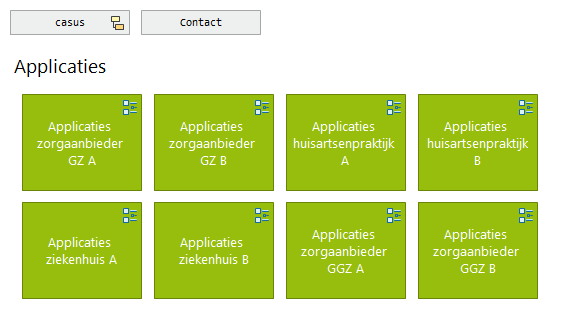 casus
Contact
Applicaties
Applicaties
zorgaanbieder
GZ A
Applicaties
zorgaanbieder
GZ B
Applicaties
huisartsenpraktijk
A
Applicaties
huisartsenpraktijk
B
Applicaties
ziekenhuis A
Applicaties
ziekenhuis B
Applicaties
zorgaanbieder
GGZ A
Applicaties
zorgaanbieder
GGZ B